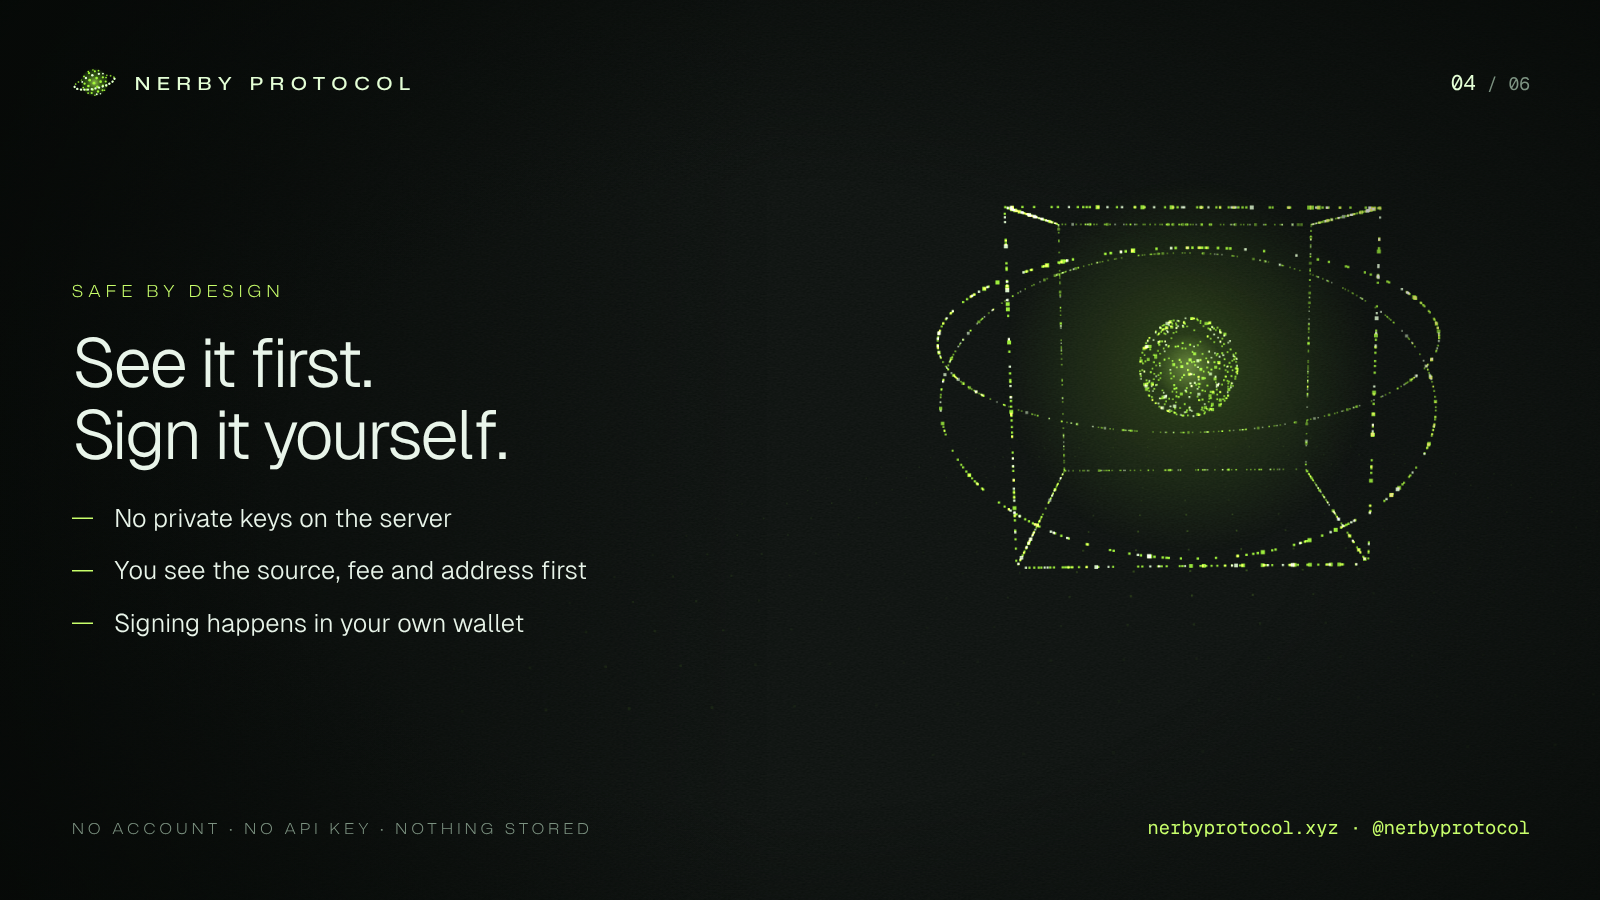 NERBY PROTOCOL
04 / 06
SAFE BY DESIGN
See it first.
Sign it yourself.
— No private keys on the server
— You see the source, fee and address first
— Signing happens in your own wallet
NO ACCOUNT · NO API KEY · NOTHING STORED
nerbyprotocol.xyz · @nerbyprotocol